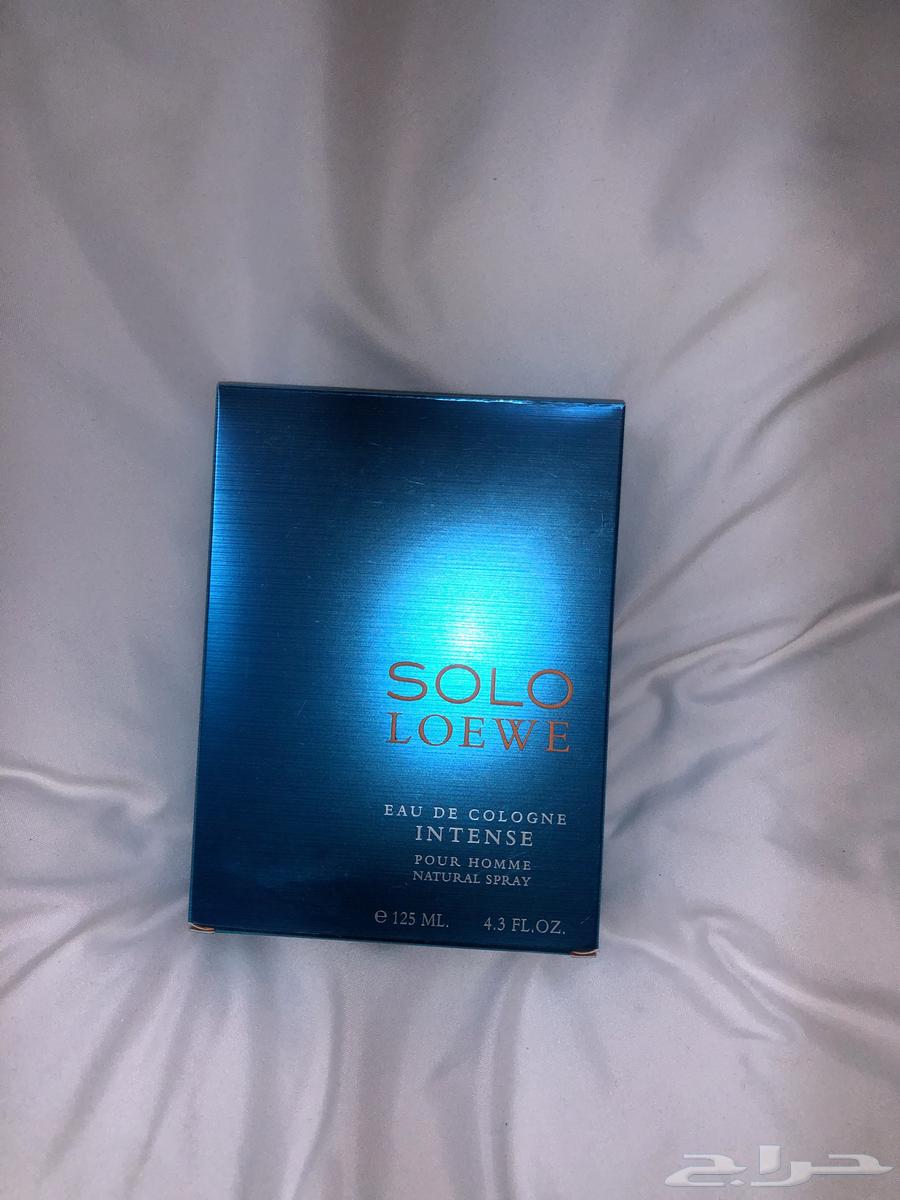 SOLO
LOEWE
EAU DE COLOGNE
INTENSE
POUR HOMME
NATURAL SPRAY
℮ 125 ML. 4.3 FL.OZ.
حراج